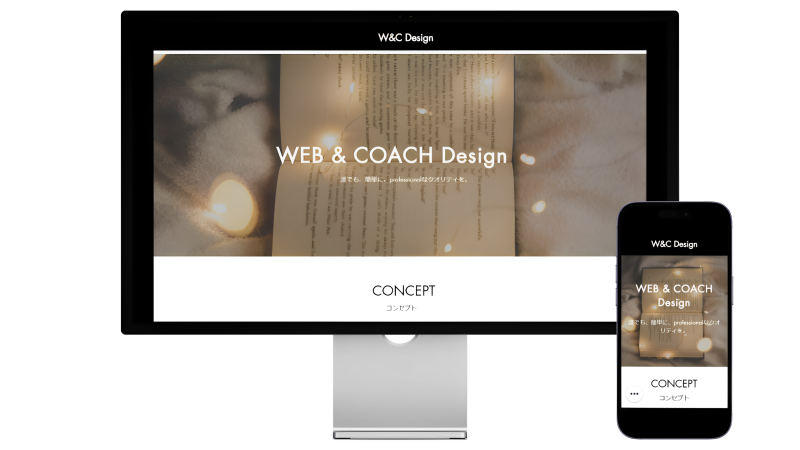 W&C Design
WEB & COACH Design
誰でも、簡単に、professionalなクオリティを。
CONCEPT
コンセプト
W&C Design
WEB & COACH
Design
誰でも、簡単に、professionalなクオ
リティを。
CONCEPT
コンセプト